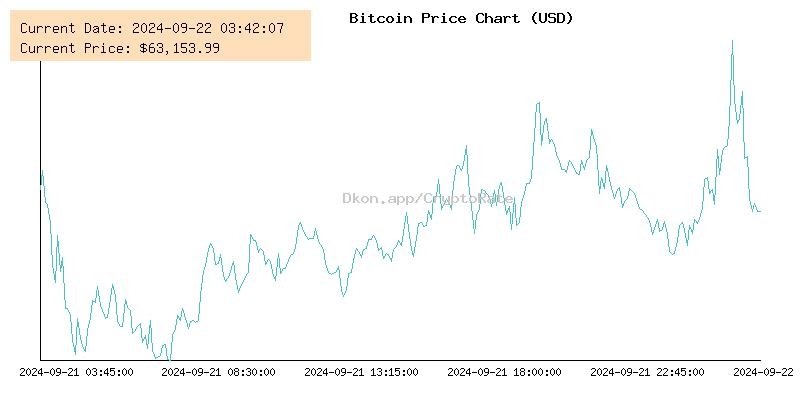 Bitcoin Price Chart (USD)
Current Date: 2024-09-22 03:42:07
Current Price: $63,153.99
Dkon.app/CryptoRate
2024-09-21 03:45:00 2024-09-21 08:30:00 2024-09-21 13:15:00 2024-09-21 18:00:00 2024-09-21 22:45:00 2024-09-22